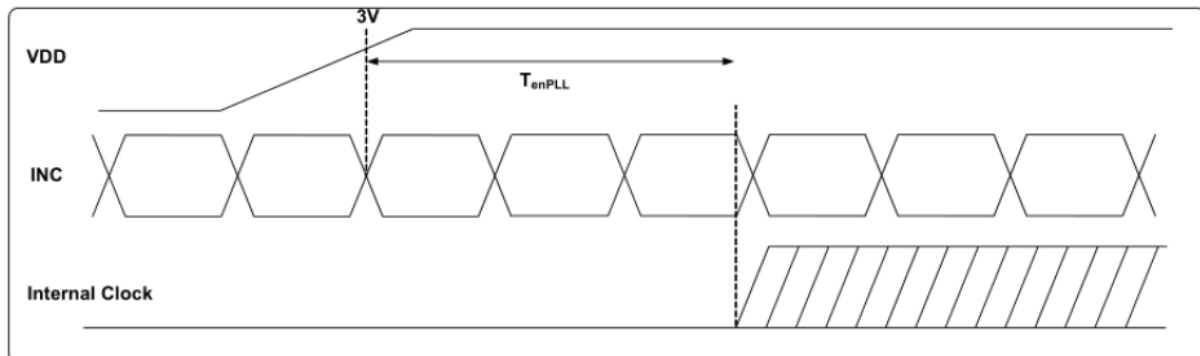 3V
VDD
TenPLL
INC
Internal Clock